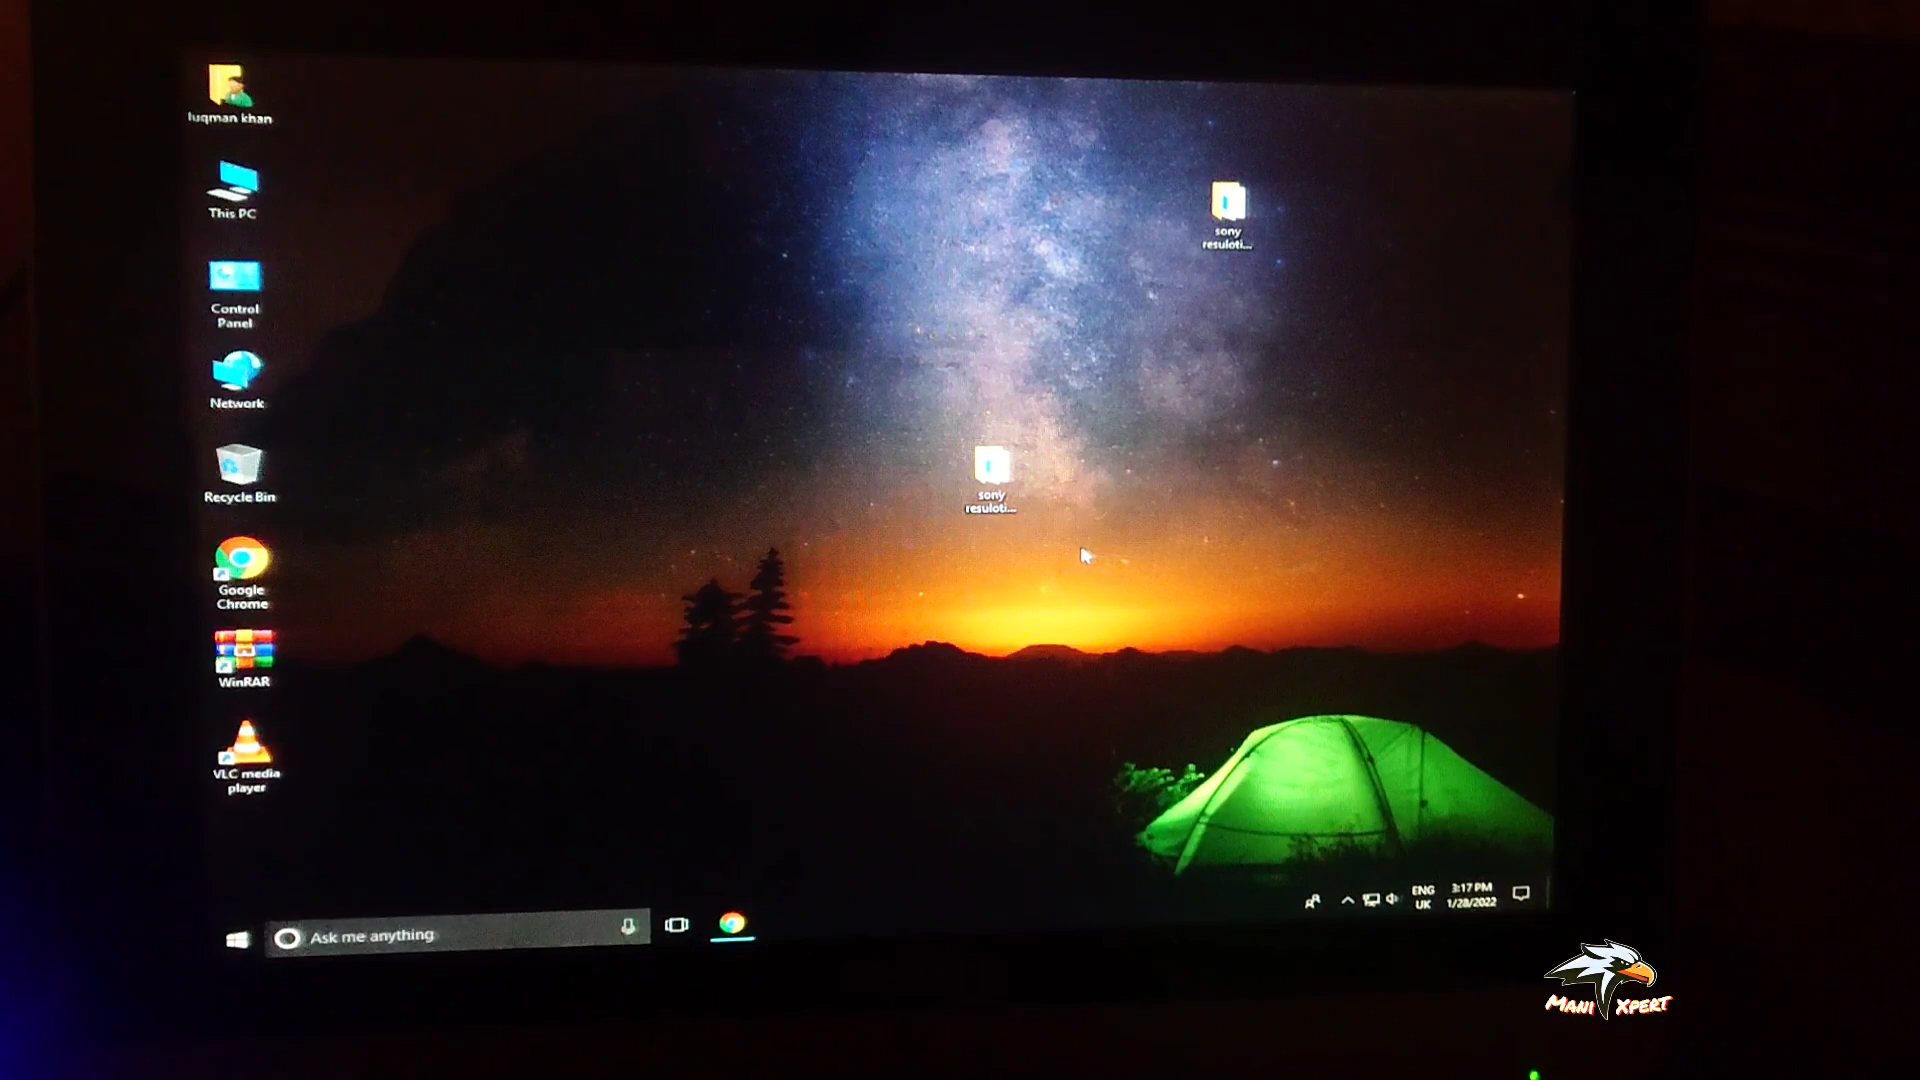 luqman khan
This PC
Control
Panel
Network
Recycle Bin
Google
Chrome
WinRAR
VLC media
player
sony
resuloti...
sony
resuloti...
Ask me anything
ENG
UK
3:17 PM
1/28/2022
MANI XPERT